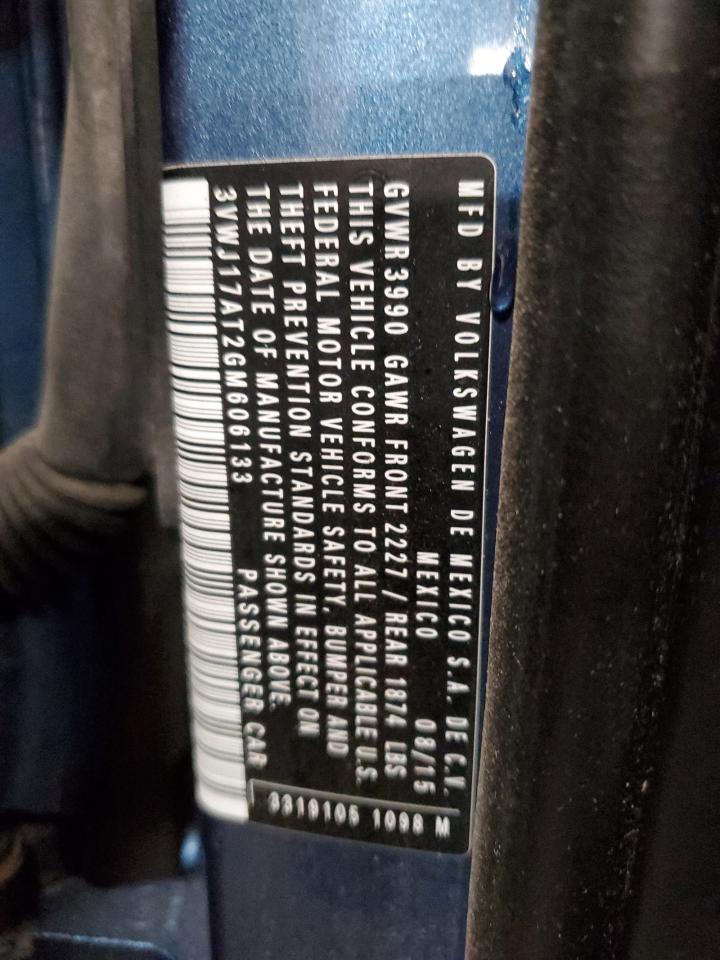 MFD BY VOLKSWAGEN DE MEXICO S.A. DE C.V.
MEXICO 08/15
GVWR 3990 GAWR FRONT 2227 / REAR 1874 LBS
THIS VEHICLE CONFORMS TO ALL APPLICABLE U.S.
FEDERAL MOTOR VEHICLE SAFETY, BUMPER AND
THEFT PREVENTION STANDARDS IN EFFECT ON
THE DATE OF MANUFACTURE SHOWN ABOVE.
3VWJ17AT2GM606133 PASSENGER CAR
3319105 1098 M